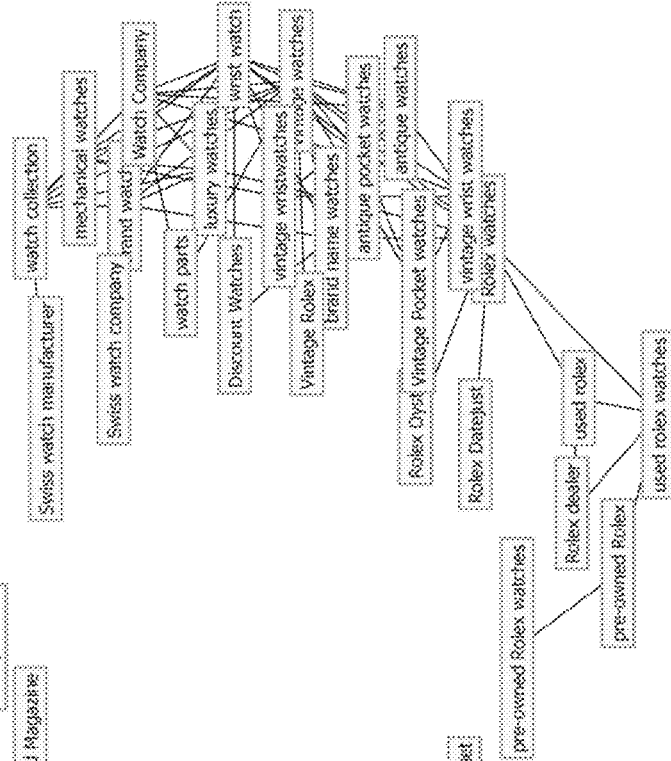 watch collection
Swiss watch manufacturer
mechanical watches
Watch Company
watch
Swiss watch company
watch parts
luxury watches
wrist watch
Discount Watches
vintage wristwatches
watches
Vintage Rolex
brand name watches
antique pocket watches
antique watches
Vintage Pocket watches
Rolex
vintage wrist watches
Rolex watches
Rolex Datejust
used rolex
Rolex dealer
used rolex watches
pre-owned Rolex
pre-owned Rolex watches
Magazine